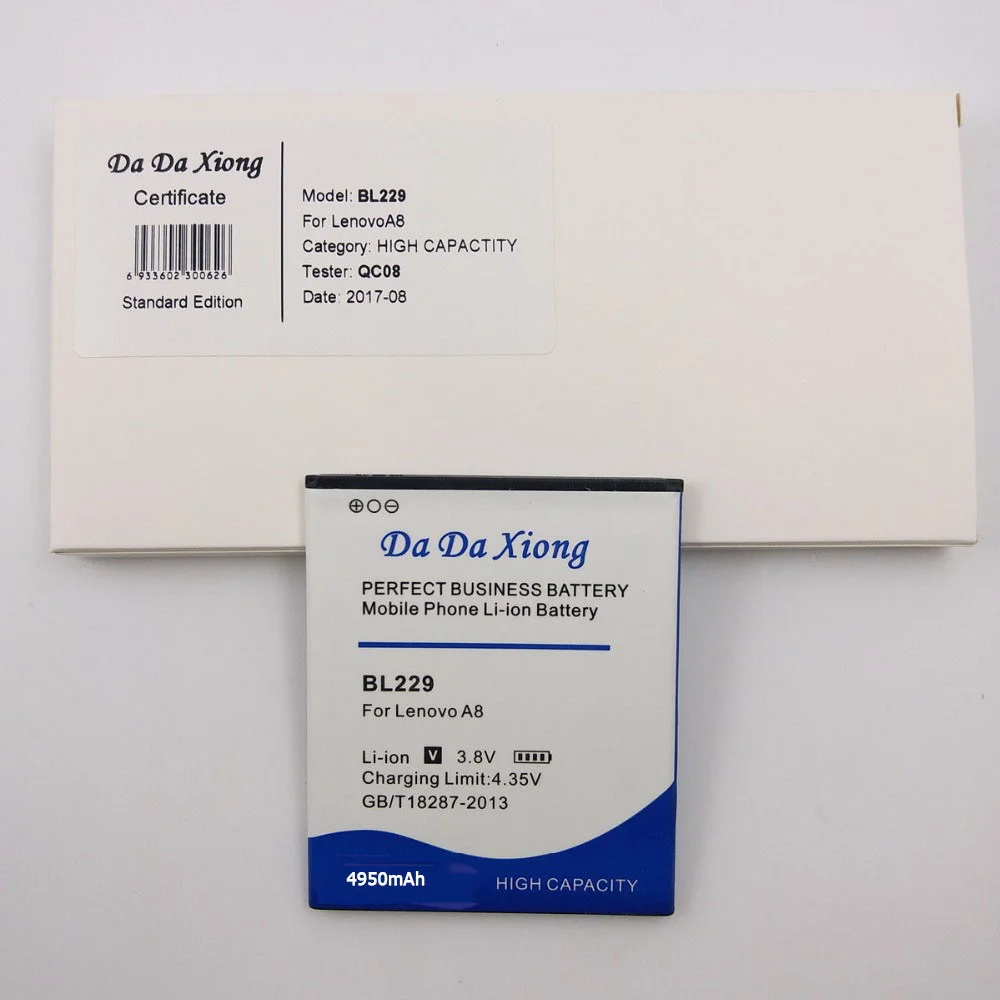 Da Da Xiong
Certificate
6 933602 300626
Standard Edition
Model: BL229
For LenovoA8
Category: HIGH CAPACTITY
Tester: QC08
Date: 2017-08
⊕○⊖
Da Da Xiong
PERFECT BUSINESS BATTERY
Mobile Phone Li-ion Battery
BL229
For Lenovo A8
Li-ion V 3.8V
Charging Limit:4.35V
GB/T18287-2013
4950mAh
HIGH CAPACITY